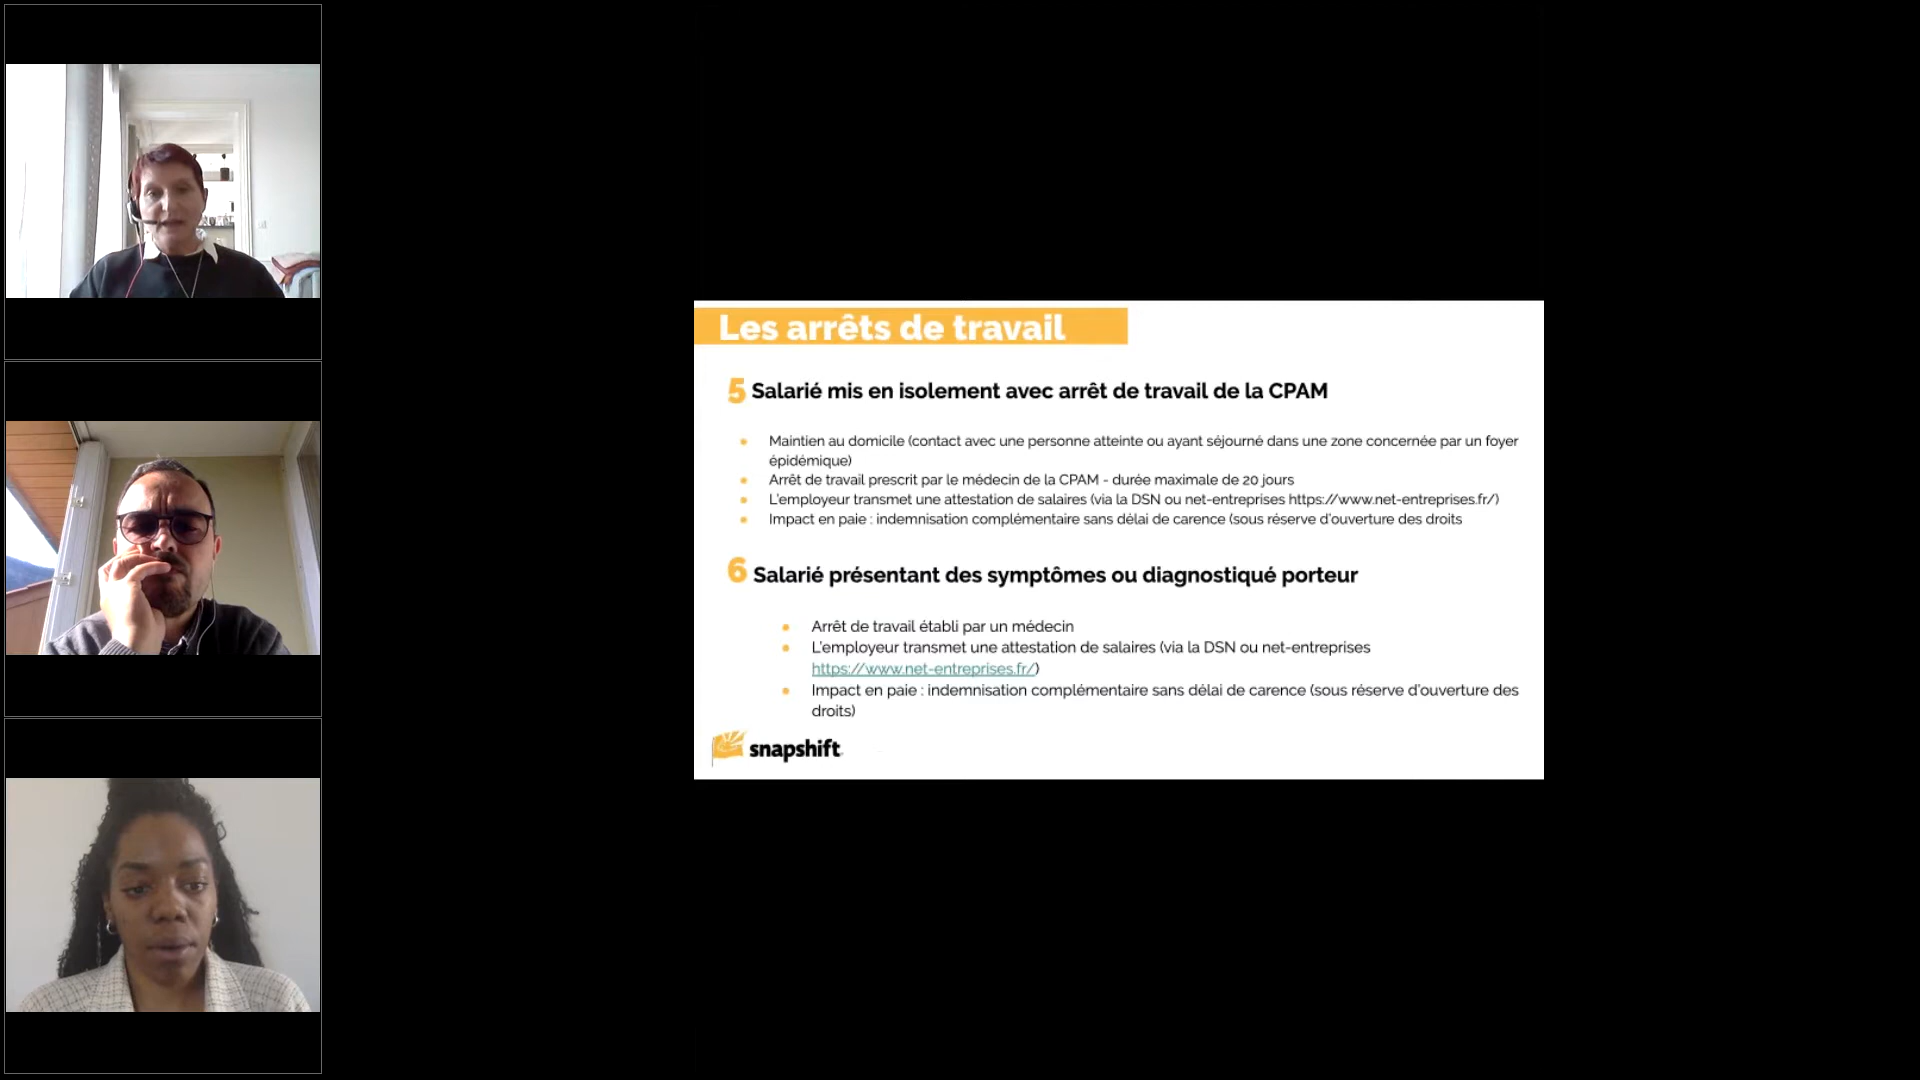 Les arrêts de travail
5 Salarié mis en isolement avec arrêt de travail de la CPAM
Maintien au domicile (contact avec une personne atteinte ou ayant séjourné dans une zone concernée par un foyer
épidémique)
Arrêt de travail prescrit par le médecin de la CPAM - durée maximale de 20 jours
L'employeur transmet une attestation de salaires (via la DSN ou net-entreprises https://www.net-entreprises.fr/)
Impact en paie : indemnisation complémentaire sans délai de carence (sous réserve d'ouverture des droits
6 Salarié présentant des symptômes ou diagnostiqué porteur
Arrêt de travail établi par un médecin
L'employeur transmet une attestation de salaires (via la DSN ou net-entreprises
https://www.net-entreprises.fr/)
Impact en paie : indemnisation complémentaire sans délai de carence (sous réserve d'ouverture des
droits)
snapshift